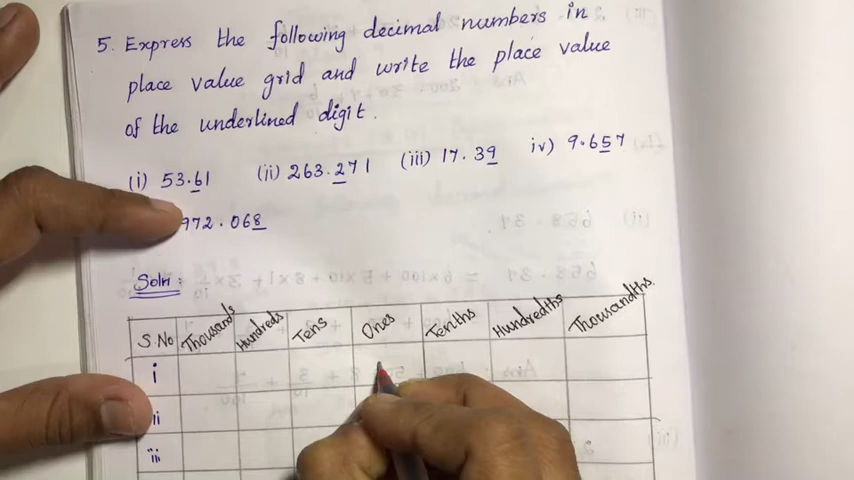 5. Express the following decimal numbers in
place value grid and write the place value
of the underlined digit.
(i) 53.61 (ii) 263.271 (iii) 17.39 iv) 9.657
972.068
Soln:
S.No Thousands Hundreds Tens Ones Tenths Hundredths Thousandths
i
ii
iii